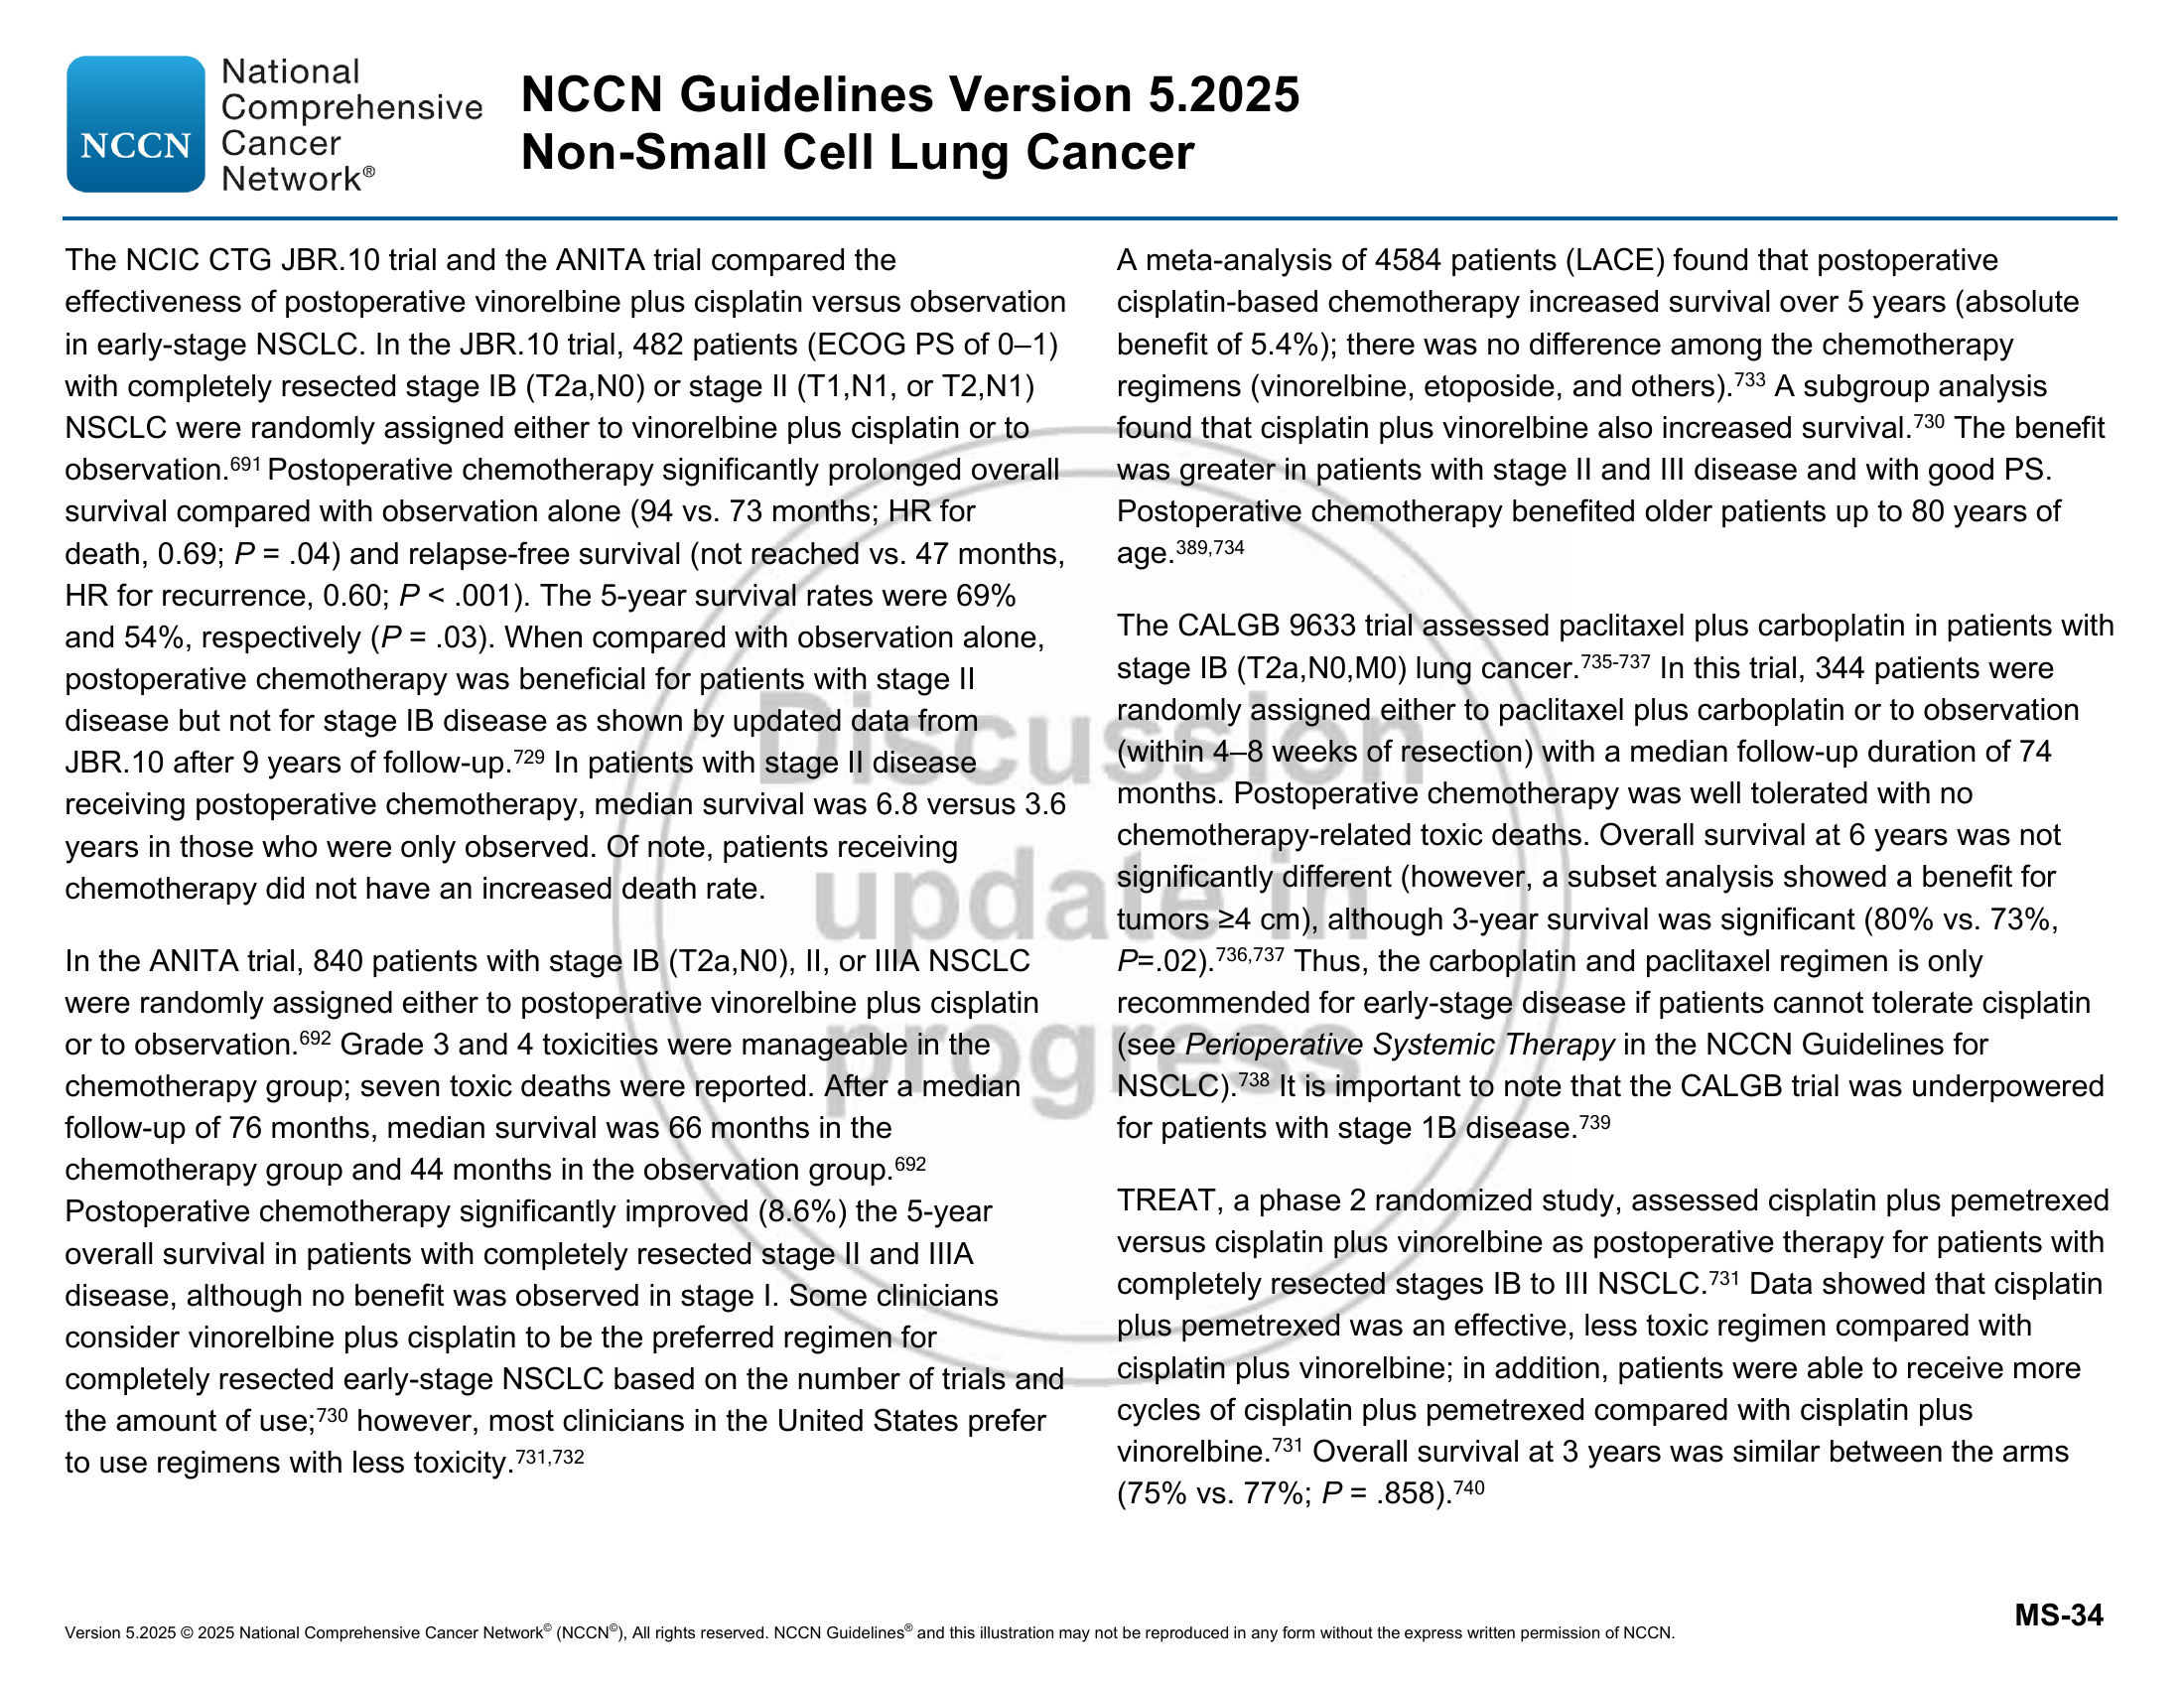 National
Comprehensive
Cancer
Network®
NCCN
NCCN Guidelines Version 5.2025
Non-Small Cell Lung Cancer
The NCIC CTG JBR.10 trial and the ANITA trial compared the
effectiveness of postoperative vinorelbine plus cisplatin versus observation
in early-stage NSCLC. In the JBR.10 trial, 482 patients (ECOG PS of 0–1)
with completely resected stage IB (T2a,N0) or stage II (T1,N1, or T2,N1)
NSCLC were randomly assigned either to vinorelbine plus cisplatin or to
observation.691 Postoperative chemotherapy significantly prolonged overall
survival compared with observation alone (94 vs. 73 months; HR for
death, 0.69; P = .04) and relapse-free survival (not reached vs. 47 months,
HR for recurrence, 0.60; P < .001). The 5-year survival rates were 69%
and 54%, respectively (P = .03). When compared with observation alone,
postoperative chemotherapy was beneficial for patients with stage II
disease but not for stage IB disease as shown by updated data from
JBR.10 after 9 years of follow-up.729 In patients with stage II disease
receiving postoperative chemotherapy, median survival was 6.8 versus 3.6
years in those who were only observed. Of note, patients receiving
chemotherapy did not have an increased death rate.
In the ANITA trial, 840 patients with stage IB (T2a,N0), II, or IIIA NSCLC
were randomly assigned either to postoperative vinorelbine plus cisplatin
or to observation.692 Grade 3 and 4 toxicities were manageable in the
chemotherapy group; seven toxic deaths were reported. After a median
follow-up of 76 months, median survival was 66 months in the
chemotherapy group and 44 months in the observation group.692
Postoperative chemotherapy significantly improved (8.6%) the 5-year
overall survival in patients with completely resected stage II and IIIA
disease, although no benefit was observed in stage I. Some clinicians
consider vinorelbine plus cisplatin to be the preferred regimen for
completely resected early-stage NSCLC based on the number of trials and
the amount of use;730 however, most clinicians in the United States prefer
to use regimens with less toxicity.731,732
A meta-analysis of 4584 patients (LACE) found that postoperative
cisplatin-based chemotherapy increased survival over 5 years (absolute
benefit of 5.4%); there was no difference among the chemotherapy
regimens (vinorelbine, etoposide, and others).733 A subgroup analysis
found that cisplatin plus vinorelbine also increased survival.730 The benefit
was greater in patients with stage II and III disease and with good PS.
Postoperative chemotherapy benefited older patients up to 80 years of
age.389,734
The CALGB 9633 trial assessed paclitaxel plus carboplatin in patients with
stage IB (T2a,N0,M0) lung cancer.735-737 In this trial, 344 patients were
randomly assigned either to paclitaxel plus carboplatin or to observation
(within 4–8 weeks of resection) with a median follow-up duration of 74
months. Postoperative chemotherapy was well tolerated with no
chemotherapy-related toxic deaths. Overall survival at 6 years was not
significantly different (however, a subset analysis showed a benefit for
tumors ≥4 cm), although 3-year survival was significant (80% vs. 73%,
P=.02).736,737 Thus, the carboplatin and paclitaxel regimen is only
recommended for early-stage disease if patients cannot tolerate cisplatin
(see Perioperative Systemic Therapy in the NCCN Guidelines for
NSCLC).738 It is important to note that the CALGB trial was underpowered
for patients with stage 1B disease.739
TREAT, a phase 2 randomized study, assessed cisplatin plus pemetrexed
versus cisplatin plus vinorelbine as postoperative therapy for patients with
completely resected stages IB to III NSCLC.731 Data showed that cisplatin
plus pemetrexed was an effective, less toxic regimen compared with
cisplatin plus vinorelbine; in addition, patients were able to receive more
cycles of cisplatin plus pemetrexed compared with cisplatin plus
vinorelbine.731 Overall survival at 3 years was similar between the arms
(75% vs. 77%; P = .858).740
Discussion
update in
progress
MS-34
Version 5.2025 © 2025 National Comprehensive Cancer Network© (NCCN©), All rights reserved. NCCN Guidelines® and this illustration may not be reproduced in any form without the express written permission of NCCN.